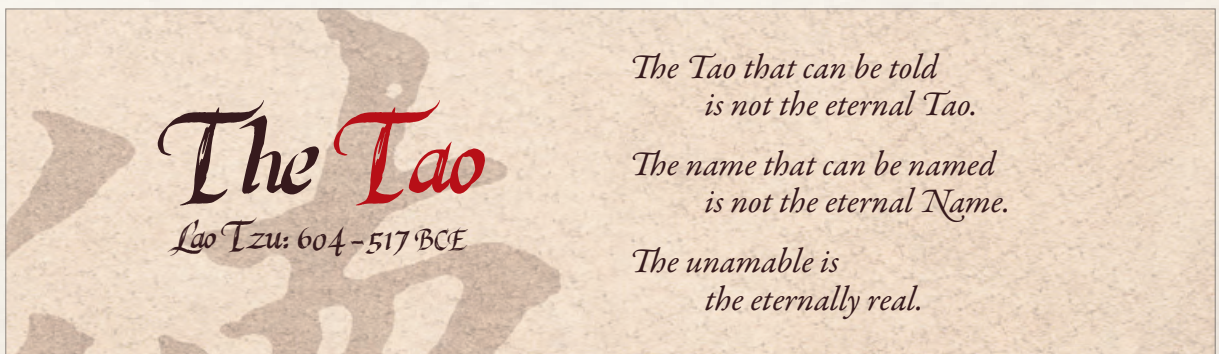 The Tao
Lao Tzu: 604–517 BCE
The Tao that can be told
is not the eternal Tao.
The name that can be named
is not the eternal Name.
The unamable is
the eternally real.